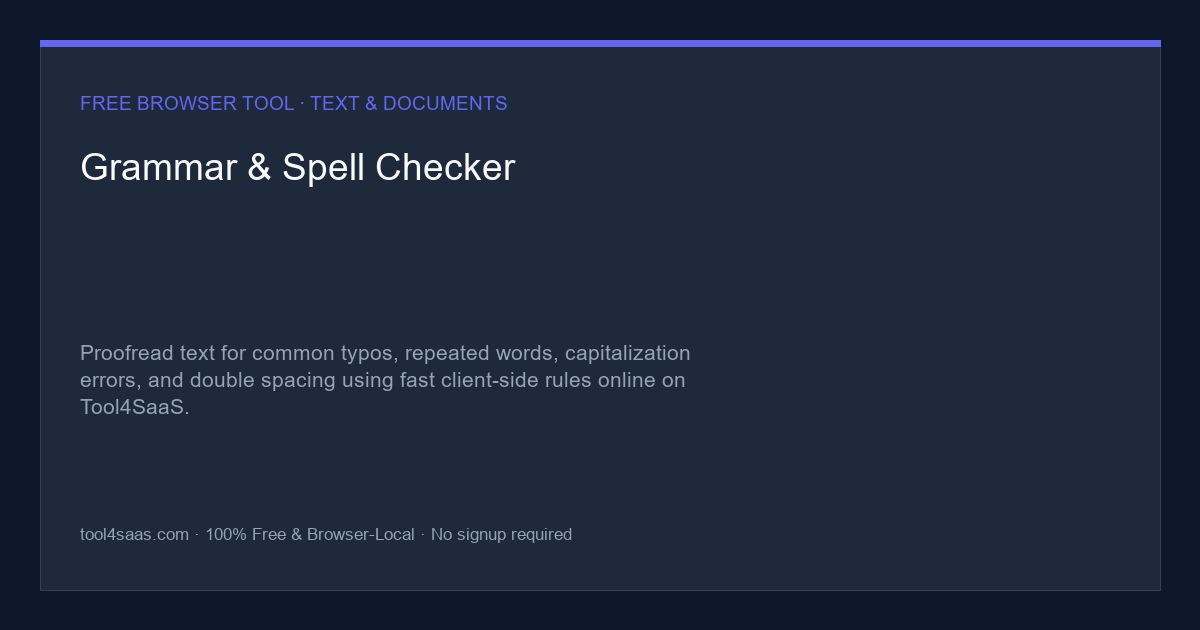 FREE BROWSER TOOL · TEXT & DOCUMENTS
Grammar & Spell Checker
Proofread text for common typos, repeated words, capitalization
errors, and double spacing using fast client-side rules online on
Tool4SaaS.
tool4saas.com · 100% Free & Browser-Local · No signup required